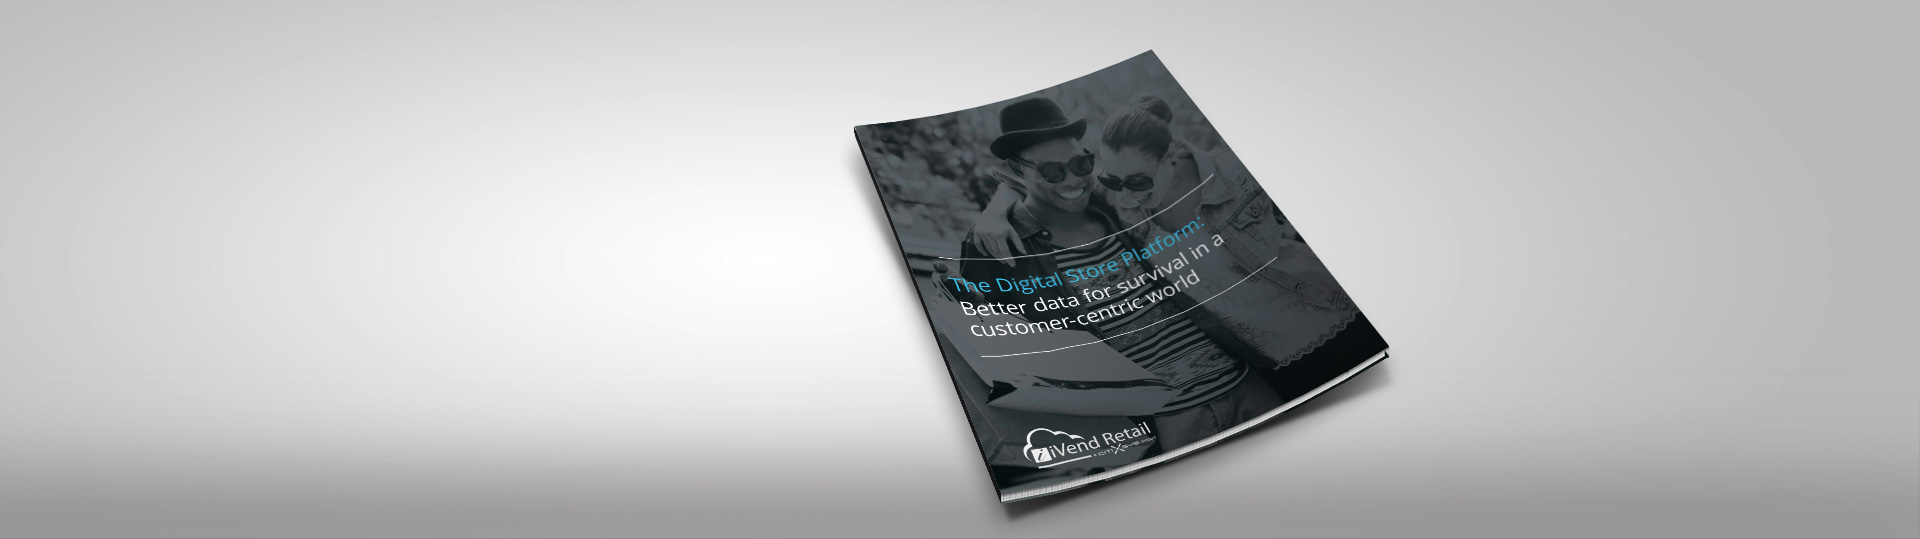 The Digital Store Platform:
Better data for survival in a
customer-centric world
iVend Retail